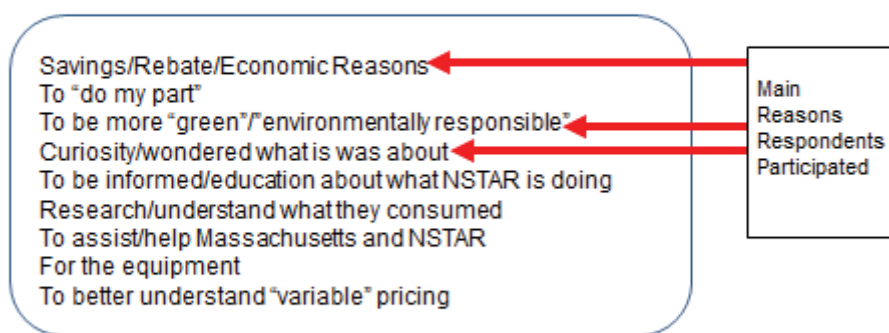 Savings/Rebate/Economic Reasons
To “do my part”
To be more “green”/”environmentally responsible”
Curiosity/wondered what is was about
To be informed/education about what NSTAR is doing
Research/understand what they consumed
To assist/help Massachusetts and NSTAR
For the equipment
To better understand “variable” pricing
Main
Reasons
Respondents
Participated